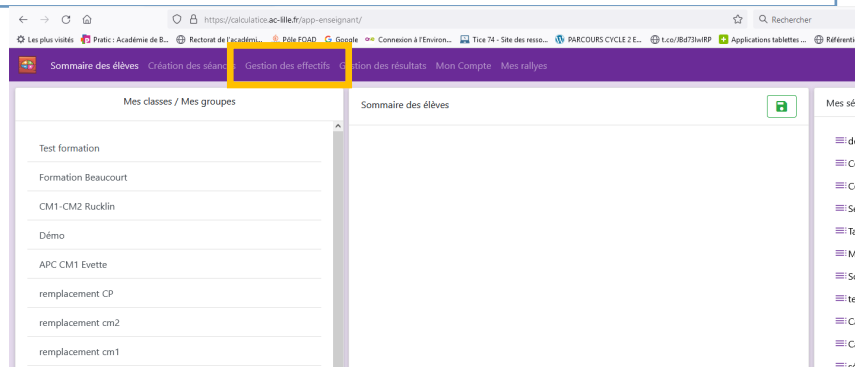 https://calculatice.ac-lille.fr/app-enseignant/
Rechercher
Les plus visités Pratic : Académie de B... Rectorat de l'académi... Pôle FOAD Google Connexion à l'Environ... Tice 74 - Site des resso... PARCOURS CYCLE 2 E... t.co/JBd73IwlRP Applications tablettes ... Référenti
Sommaire des élèves Création des séances Gestion des effectifs Gestion des résultats Mon Compte Mes rallyes
Mes classes / Mes groupes
Test formation
Formation Beaucourt
CM1-CM2 Rucklin
Démo
APC CM1 Evette
remplacement CP
remplacement cm2
remplacement cm1
Sommaire des élèves
Mes sé